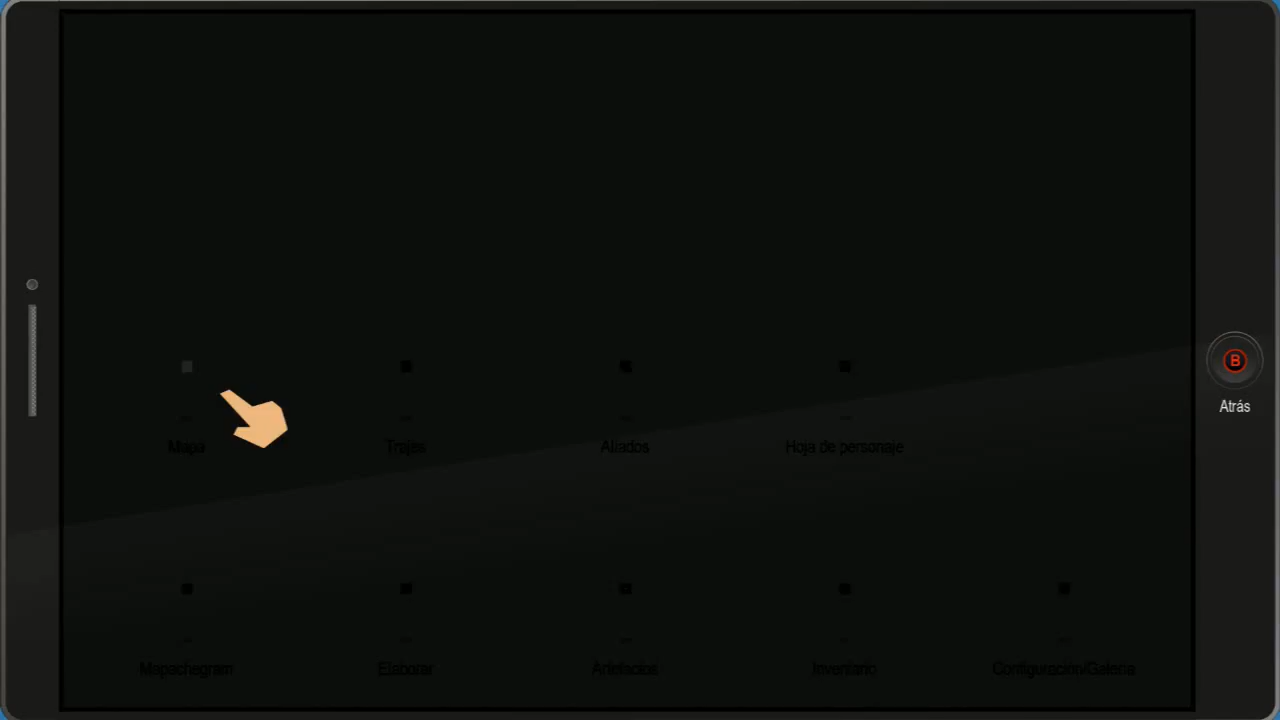 B
Atrás
Mapa Trajes Aliados Hoja de personaje
Mapachegram Elaborar Artefactos Inventario Configuración/Galería